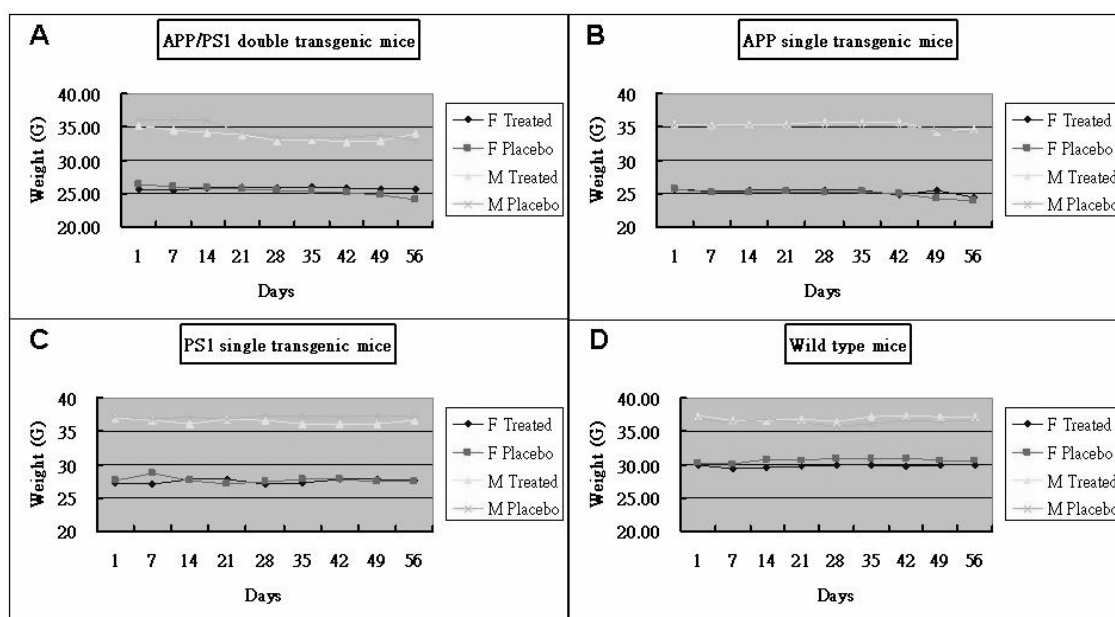 A
APP/PS1 double transgenic mice
Weight (G)
40.00
35.00
30.00
25.00
20.00
1 7 14 21 28 35 42 49 56
Days
F Treated
F Placebo
M Treated
M Placebo
B
APP single transgenic mice
Weight (G)
40
35
30
25
20
1 7 14 21 28 35 42 49 56
Days
F Treated
F Placebo
M Treated
M Placebo
C
PS1 single transgenic mice
Weight (G)
40
35
30
25
20
1 7 14 21 28 35 42 49 56
Days
F Treated
F Placebo
M Treated
M Placebo
D
Wild type mice
Weight (G)
40.00
35.00
30.00
25.00
20.00
1 7 14 21 28 35 42 49 56
Days
F Treated
F Placebo
M Treated
M Placebo